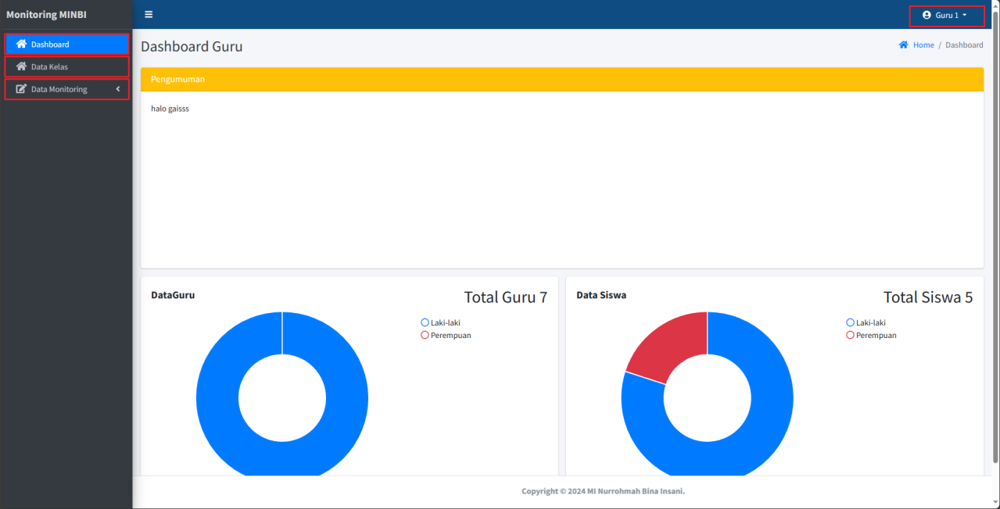 Monitoring MINBI
Guru 1
Dashboard
Data Kelas
Data Monitoring
Dashboard Guru
Home / Dashboard
Pengumuman
halo gaisss
DataGuru
Total Guru 7
Laki-laki
Perempuan
Data Siswa
Total Siswa 5
Laki-laki
Perempuan
Copyright © 2024 MI Nurrohmah Bina Insani.